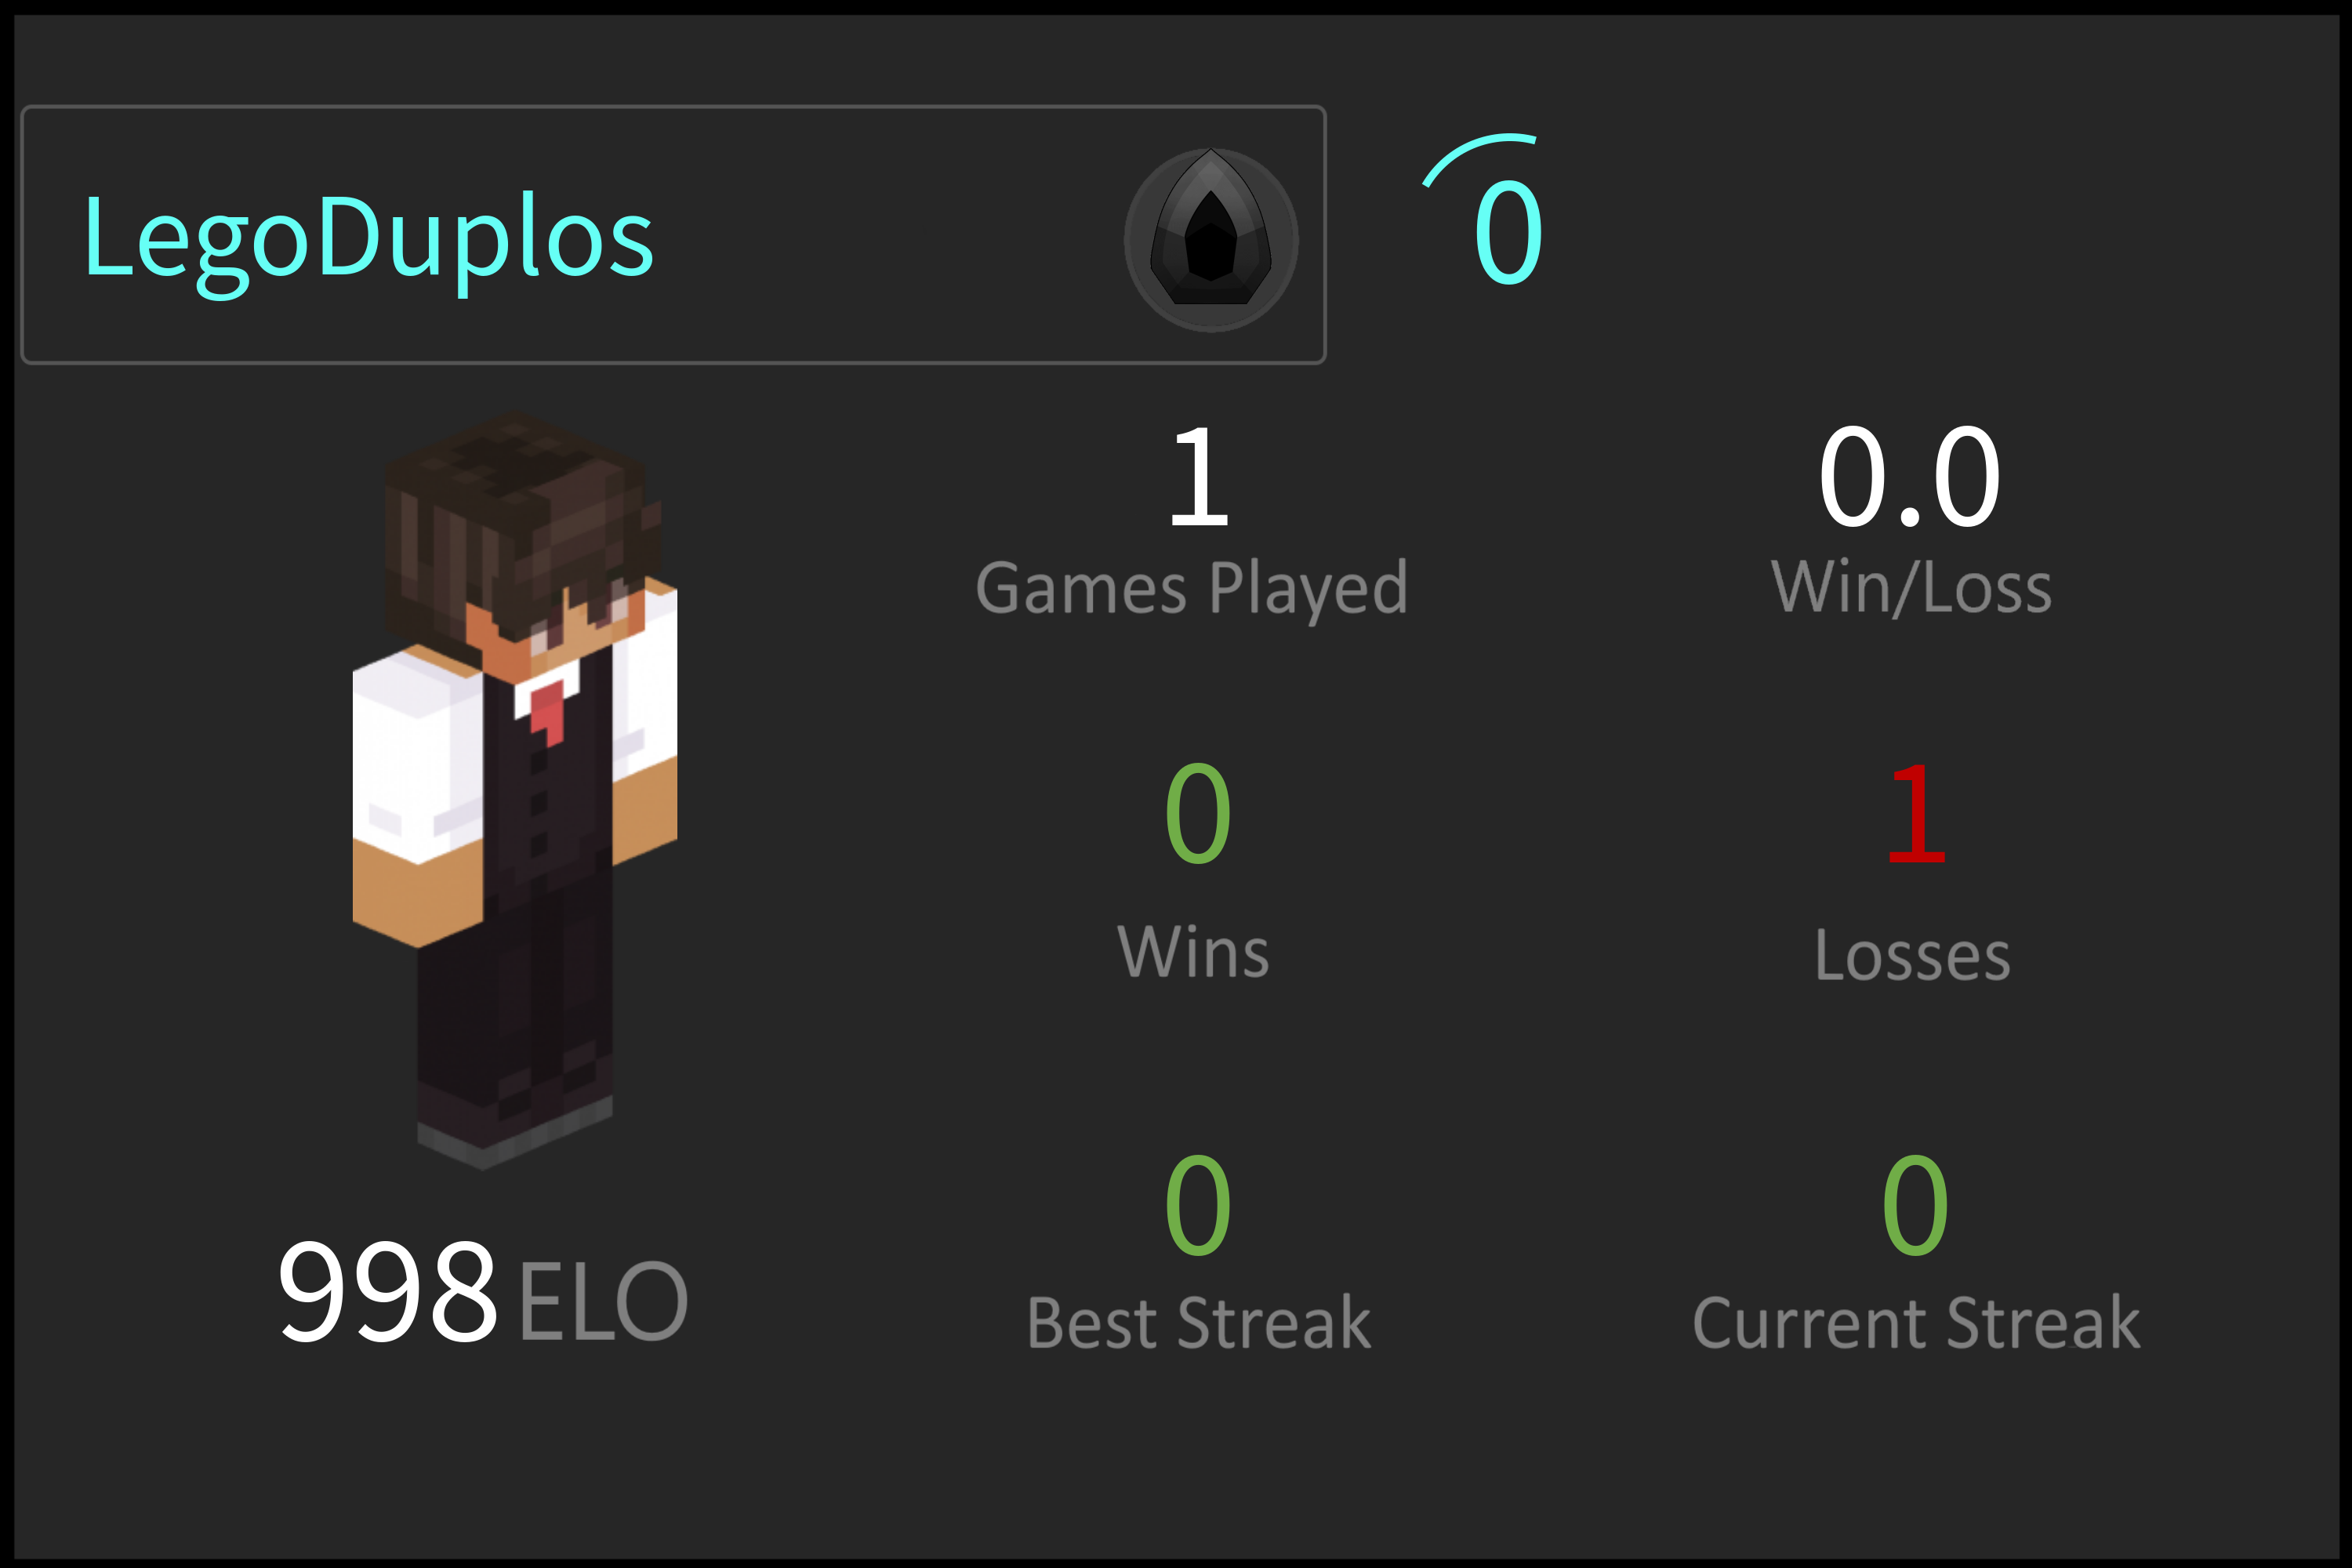 LegoDuplos
0
1
0.0
Games Played
Win/Loss
0
1
Wins
Losses
0
0
998 ELO
Best Streak
Current Streak